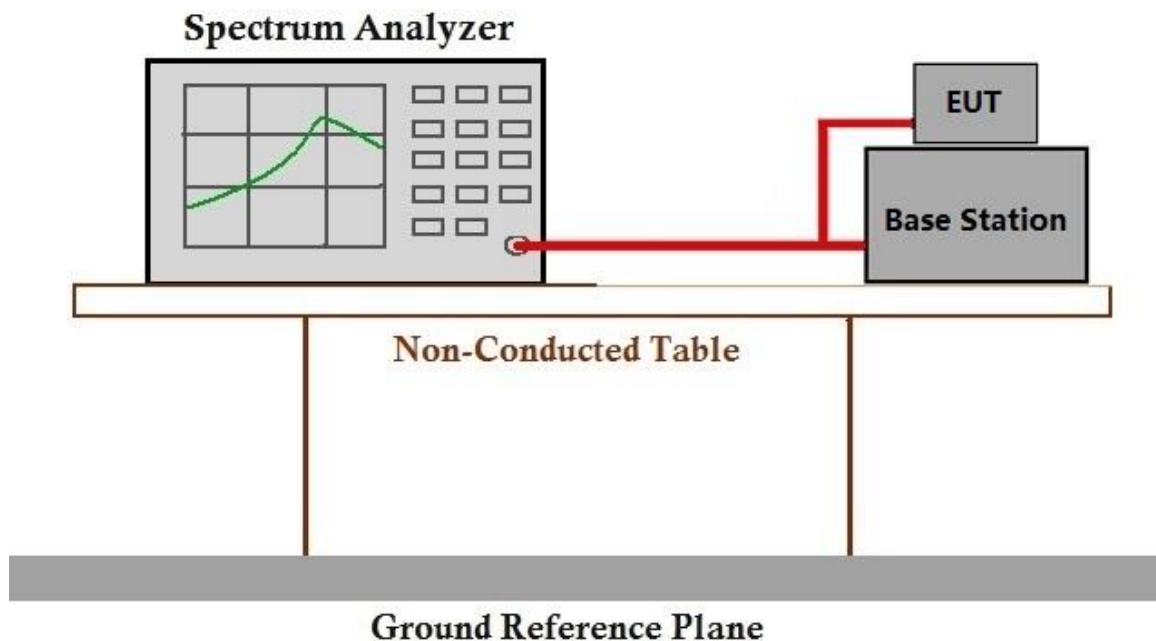 Spectrum Analyzer
EUT
Base Station
Non-Conducted Table
Ground Reference Plane